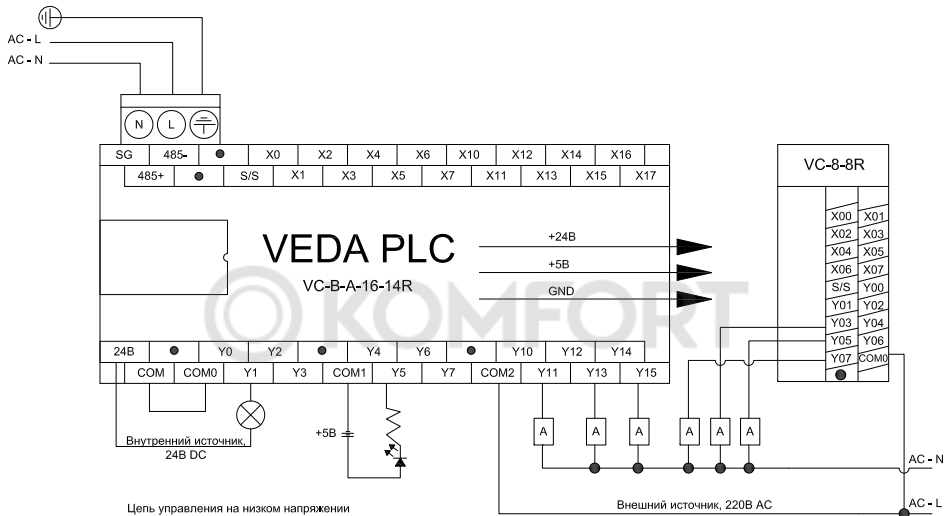 AC - L
AC - N
N L
SG 485- X0 X2 X4 X6 X10 X12 X14 X16
485+ S/S X1 X3 X5 X7 X11 X13 X15 X17
VEDA PLC
VC-B-A-16-14R
+24В
+5В
GND
KOMFORT
24В Y0 Y2 Y4 Y6 Y10 Y12 Y14
COM COM0 Y1 Y3 COM1 Y5 Y7 COM2 Y11 Y13 Y15
VC-8-8R
X00 X01
X02 X03
X04 X05
X06 X07
S/S Y00
Y01 Y02
Y03 Y04
Y05 Y06
Y07 COM0
+5В
A A A A A A
Внутренний источник,
24В DC
AC - N
Внешний источник, 220В AC
AC - L
Цепь управления на низком напряжении